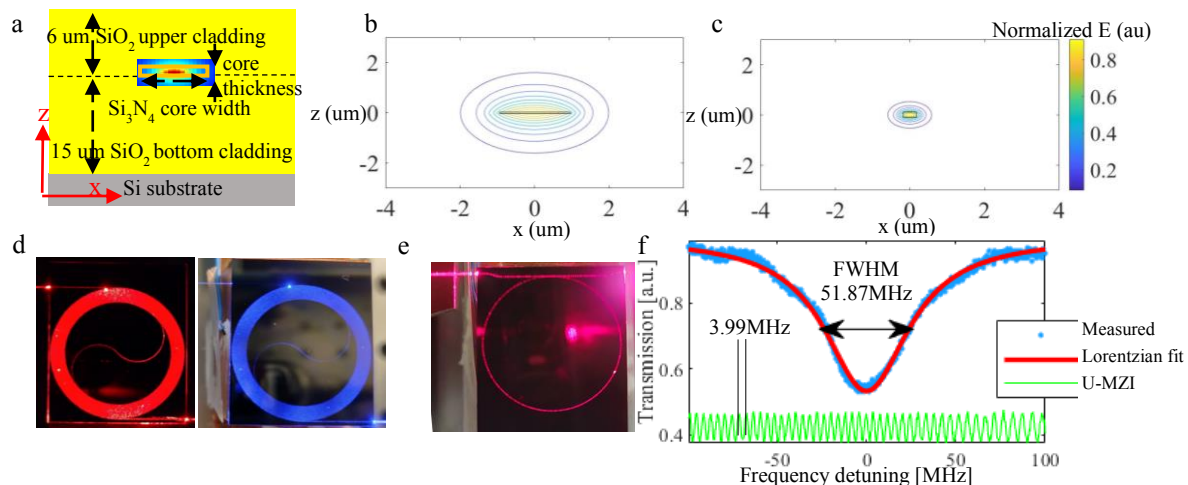 a
6 um SiO2 upper cladding
core
thickness
Si3N4 core width
z
15 um SiO2 bottom cladding
x
Si substrate
b
2
z (um)
0
-2
-4
-2
0
2
4
x (um)
c
Normalized E (au)
2
z (um)
0
-2
-4
-2
0
2
4
x (um)
0.8
0.6
0.4
0.2
d
e
f
FWHM
51.87MHz
3.99MHz
Transmission [a.u.]
0.8
0.6
0.4
-50
0
50
100
Frequency detuning [MHz]
Measured
Lorentzian fit
U-MZI